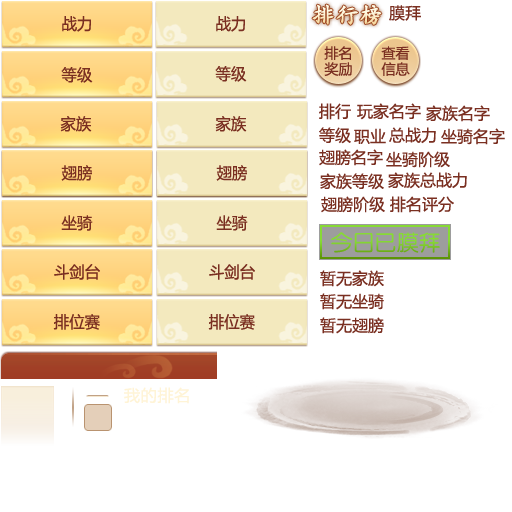 战力 战力
等级 等级
家族 家族
翅膀 翅膀
坐骑 坐骑
斗剑台 斗剑台
排位赛 排位赛
排行榜 膜拜
排名奖励 查看信息
排行 玩家名字 家族名字
等级 职业 总战力 坐骑名字
翅膀名字 坐骑阶级
家族等级 家族总战力
翅膀阶级 排名评分
今日已膜拜
暂无家族
暂无坐骑
暂无翅膀
我的排名